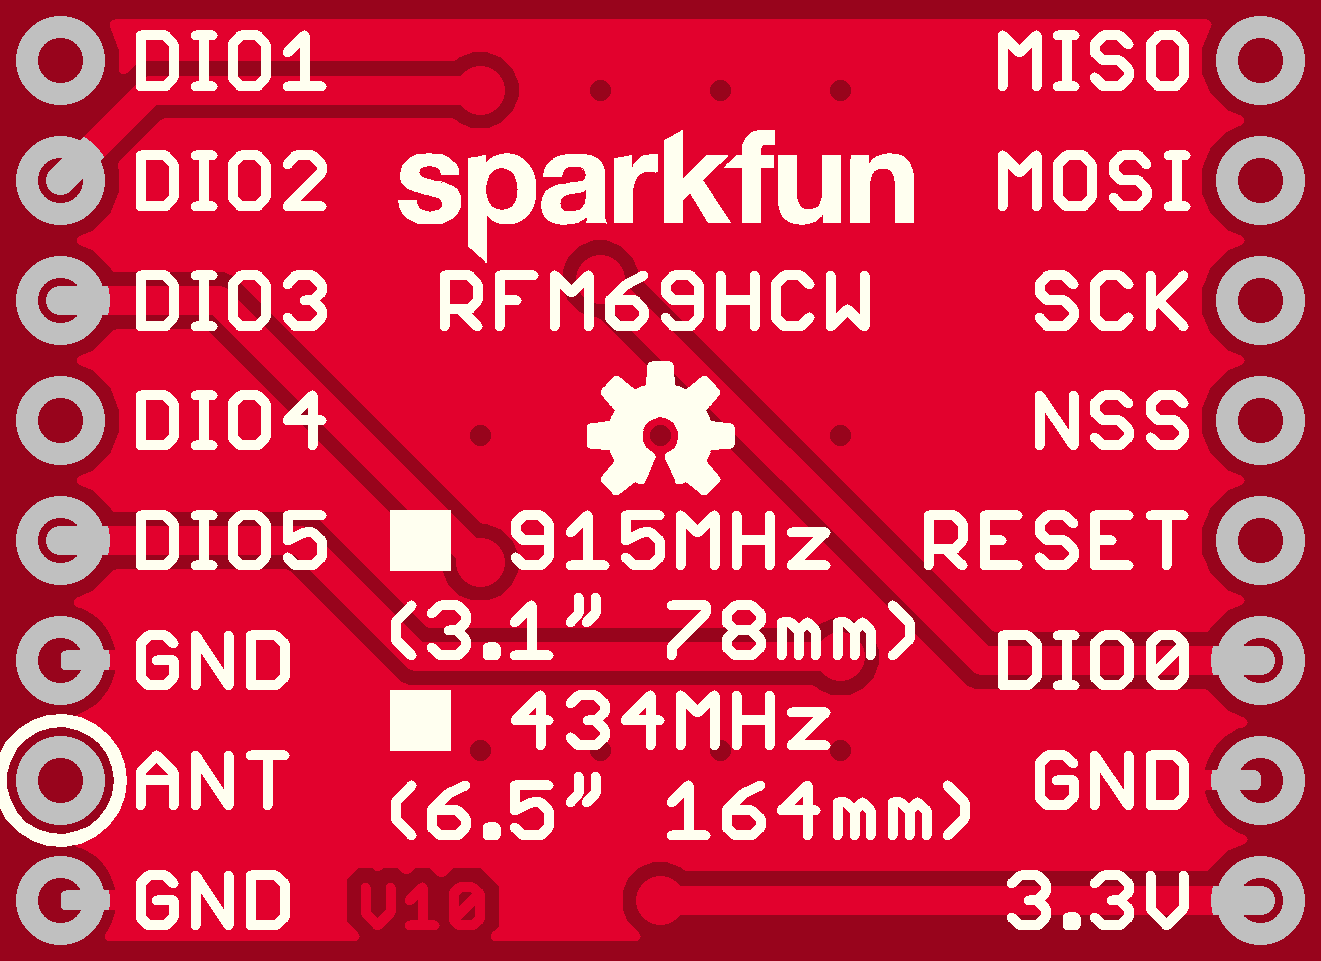 DIO1
DIO2
DIO3
DIO4
DIO5
GND
ANT
GND
sparkfun
RFM69HCW
915MHz
(3.1” 78mm)
434MHz
(6.5” 164mm)
V10
MISO
MOSI
SCK
NSS
RESET
DIO0
GND
3.3V